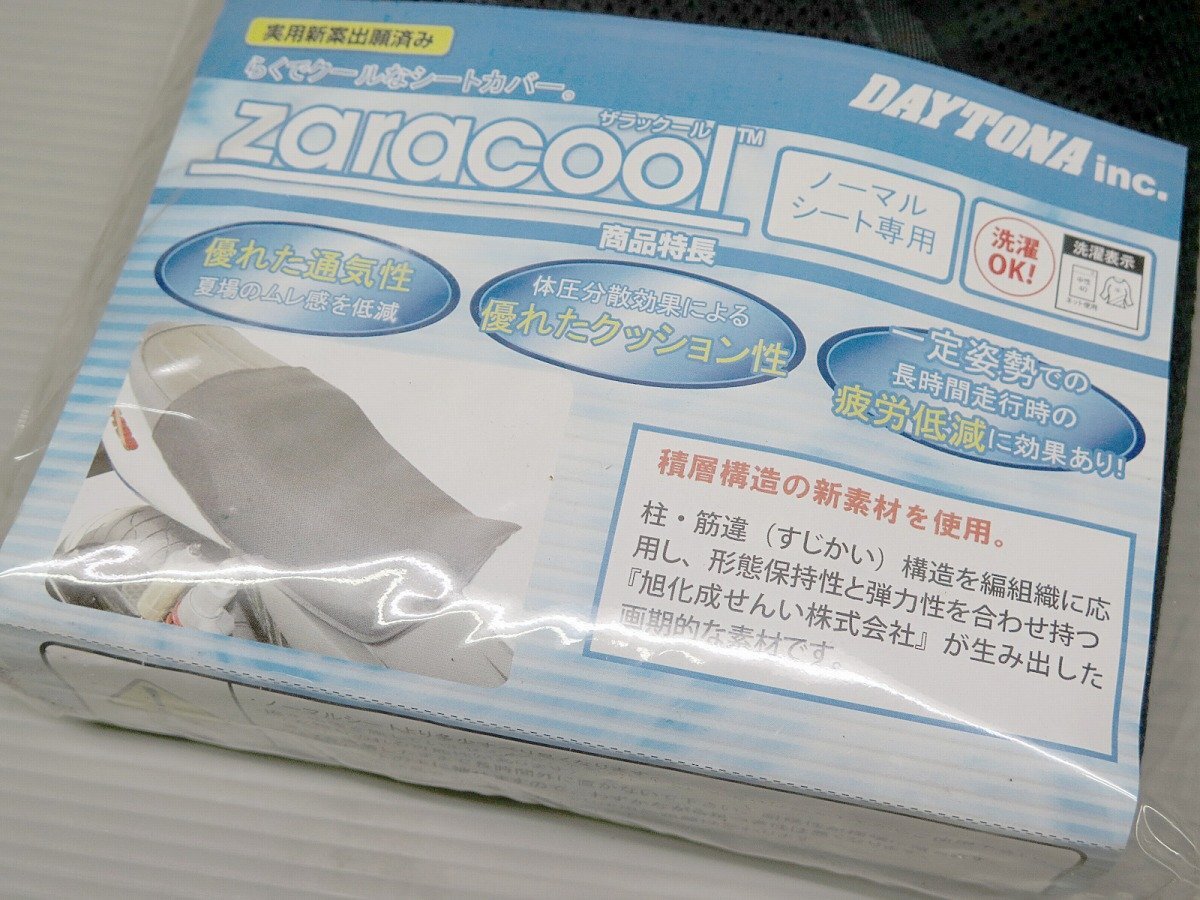 実用新案出願済み
らくでクールなシートカバー。
ザラックール
zaracool™
DAYTONA inc.
ノーマル
シート専用
洗濯
OK!
洗濯表示
中性
ネット使用
商品特長
優れた通気性
夏場のムレ感を低減
体圧分散効果による
優れたクッション性
一定姿勢での
長時間走行時の
疲労低減に効果あり!
積層構造の新素材を使用。
柱・筋違（すじかい）構造を編組織に応
用し、形態保持性と弾力性を合わせ持つ
『旭化成せんい株式会社』が生み出した
画期的な素材です。